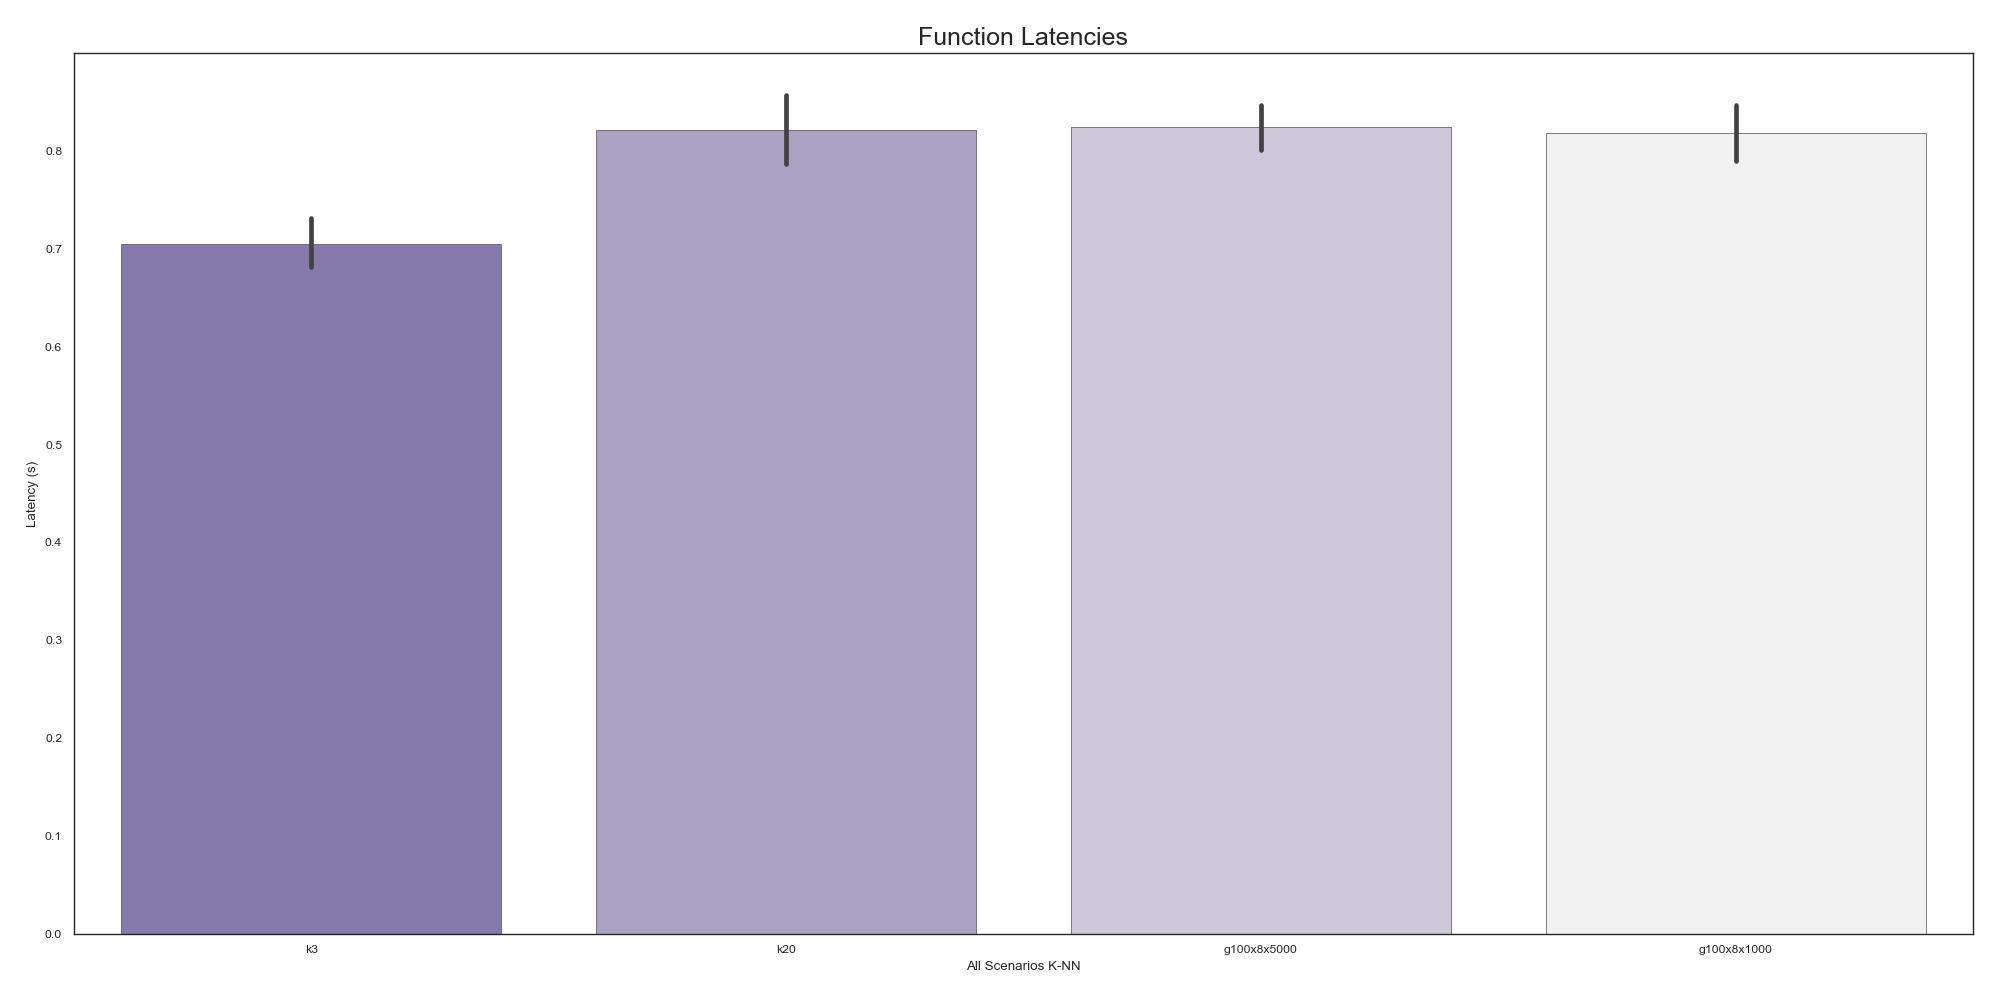 Function Latencies
0.8
0.7
0.6
0.5
0.4
0.3
0.2
0.1
0.0
Latency (s)
k3
k20
g100x8x5000
g100x8x1000
All Scenarios K-NN